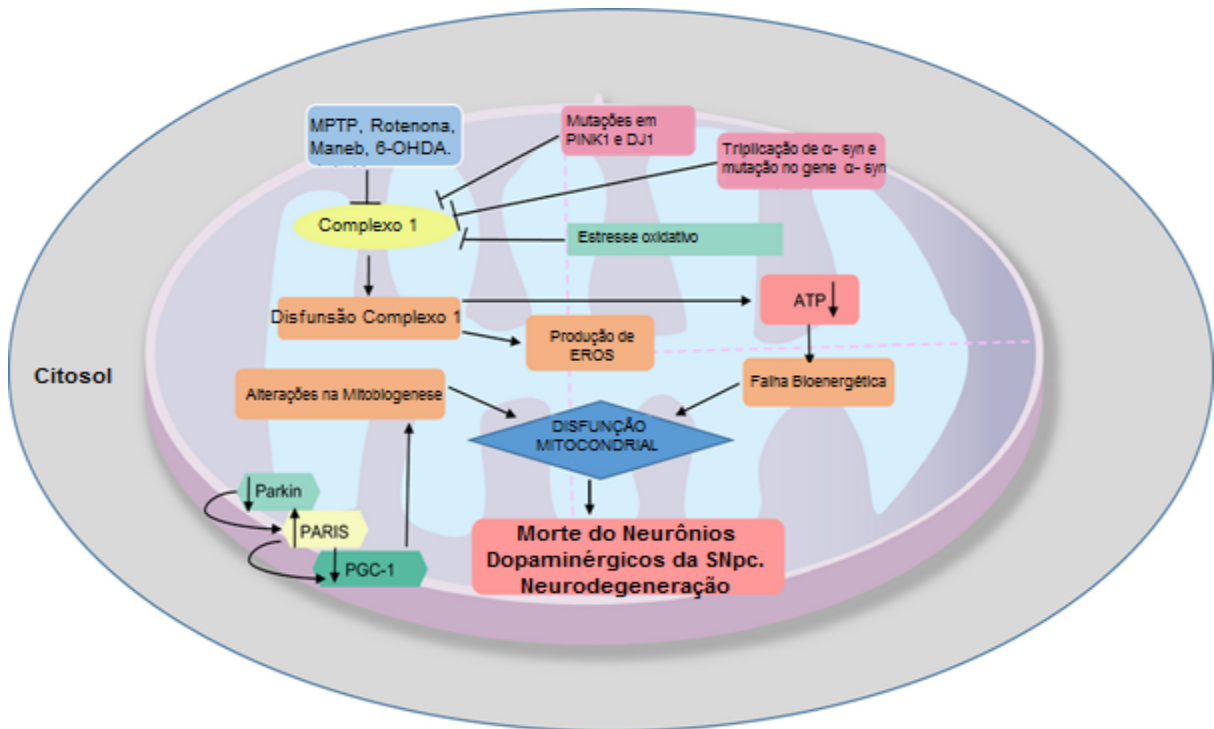 MPTP, Rotenona,
Maneb, 6-OHDA.
Mutações em
PINK1 e DJ1
Triplicação de α- syn e
mutação no gene α- syn
Complexo 1
Estresse oxidativo
ATP
Disfunsão Complexo 1
Produção de
EROS
Citosol
Alterações na Mitobiogenese
Falha Bioenergética
DISFUNÇÃO
MITOCONDRIAL
Parkin
PARIS
PGC-1
Morte do Neurônios
Dopaminérgicos da SNpc.
Neurodegeneração